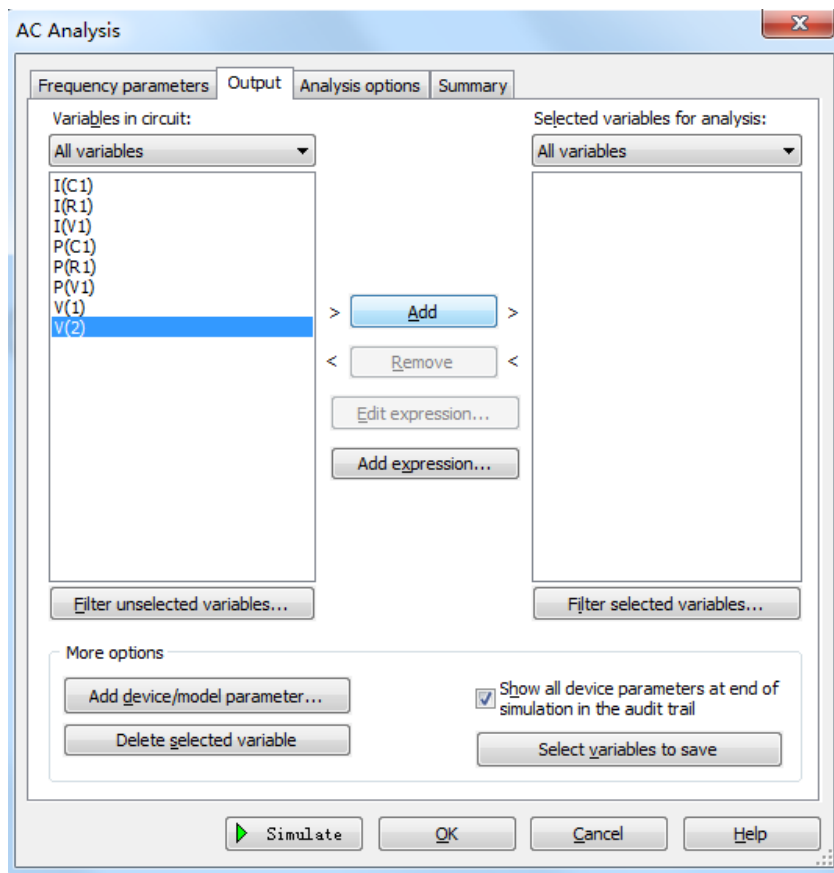 AC Analysis
Frequency parameters Output Analysis options Summary
Variables in circuit: Selected variables for analysis:
All variables All variables
I(C1)
I(R1)
I(V1)
P(C1)
P(R1)
P(V1)
V(1)
V(2)
> Add >
< Remove <
Edit expression...
Add expression...
Filter unselected variables... Filter selected variables...
More options
Add device/model parameter... Show all device parameters at end of
simulation in the audit trail
Delete selected variable Select variables to save
Simulate OK Cancel Help